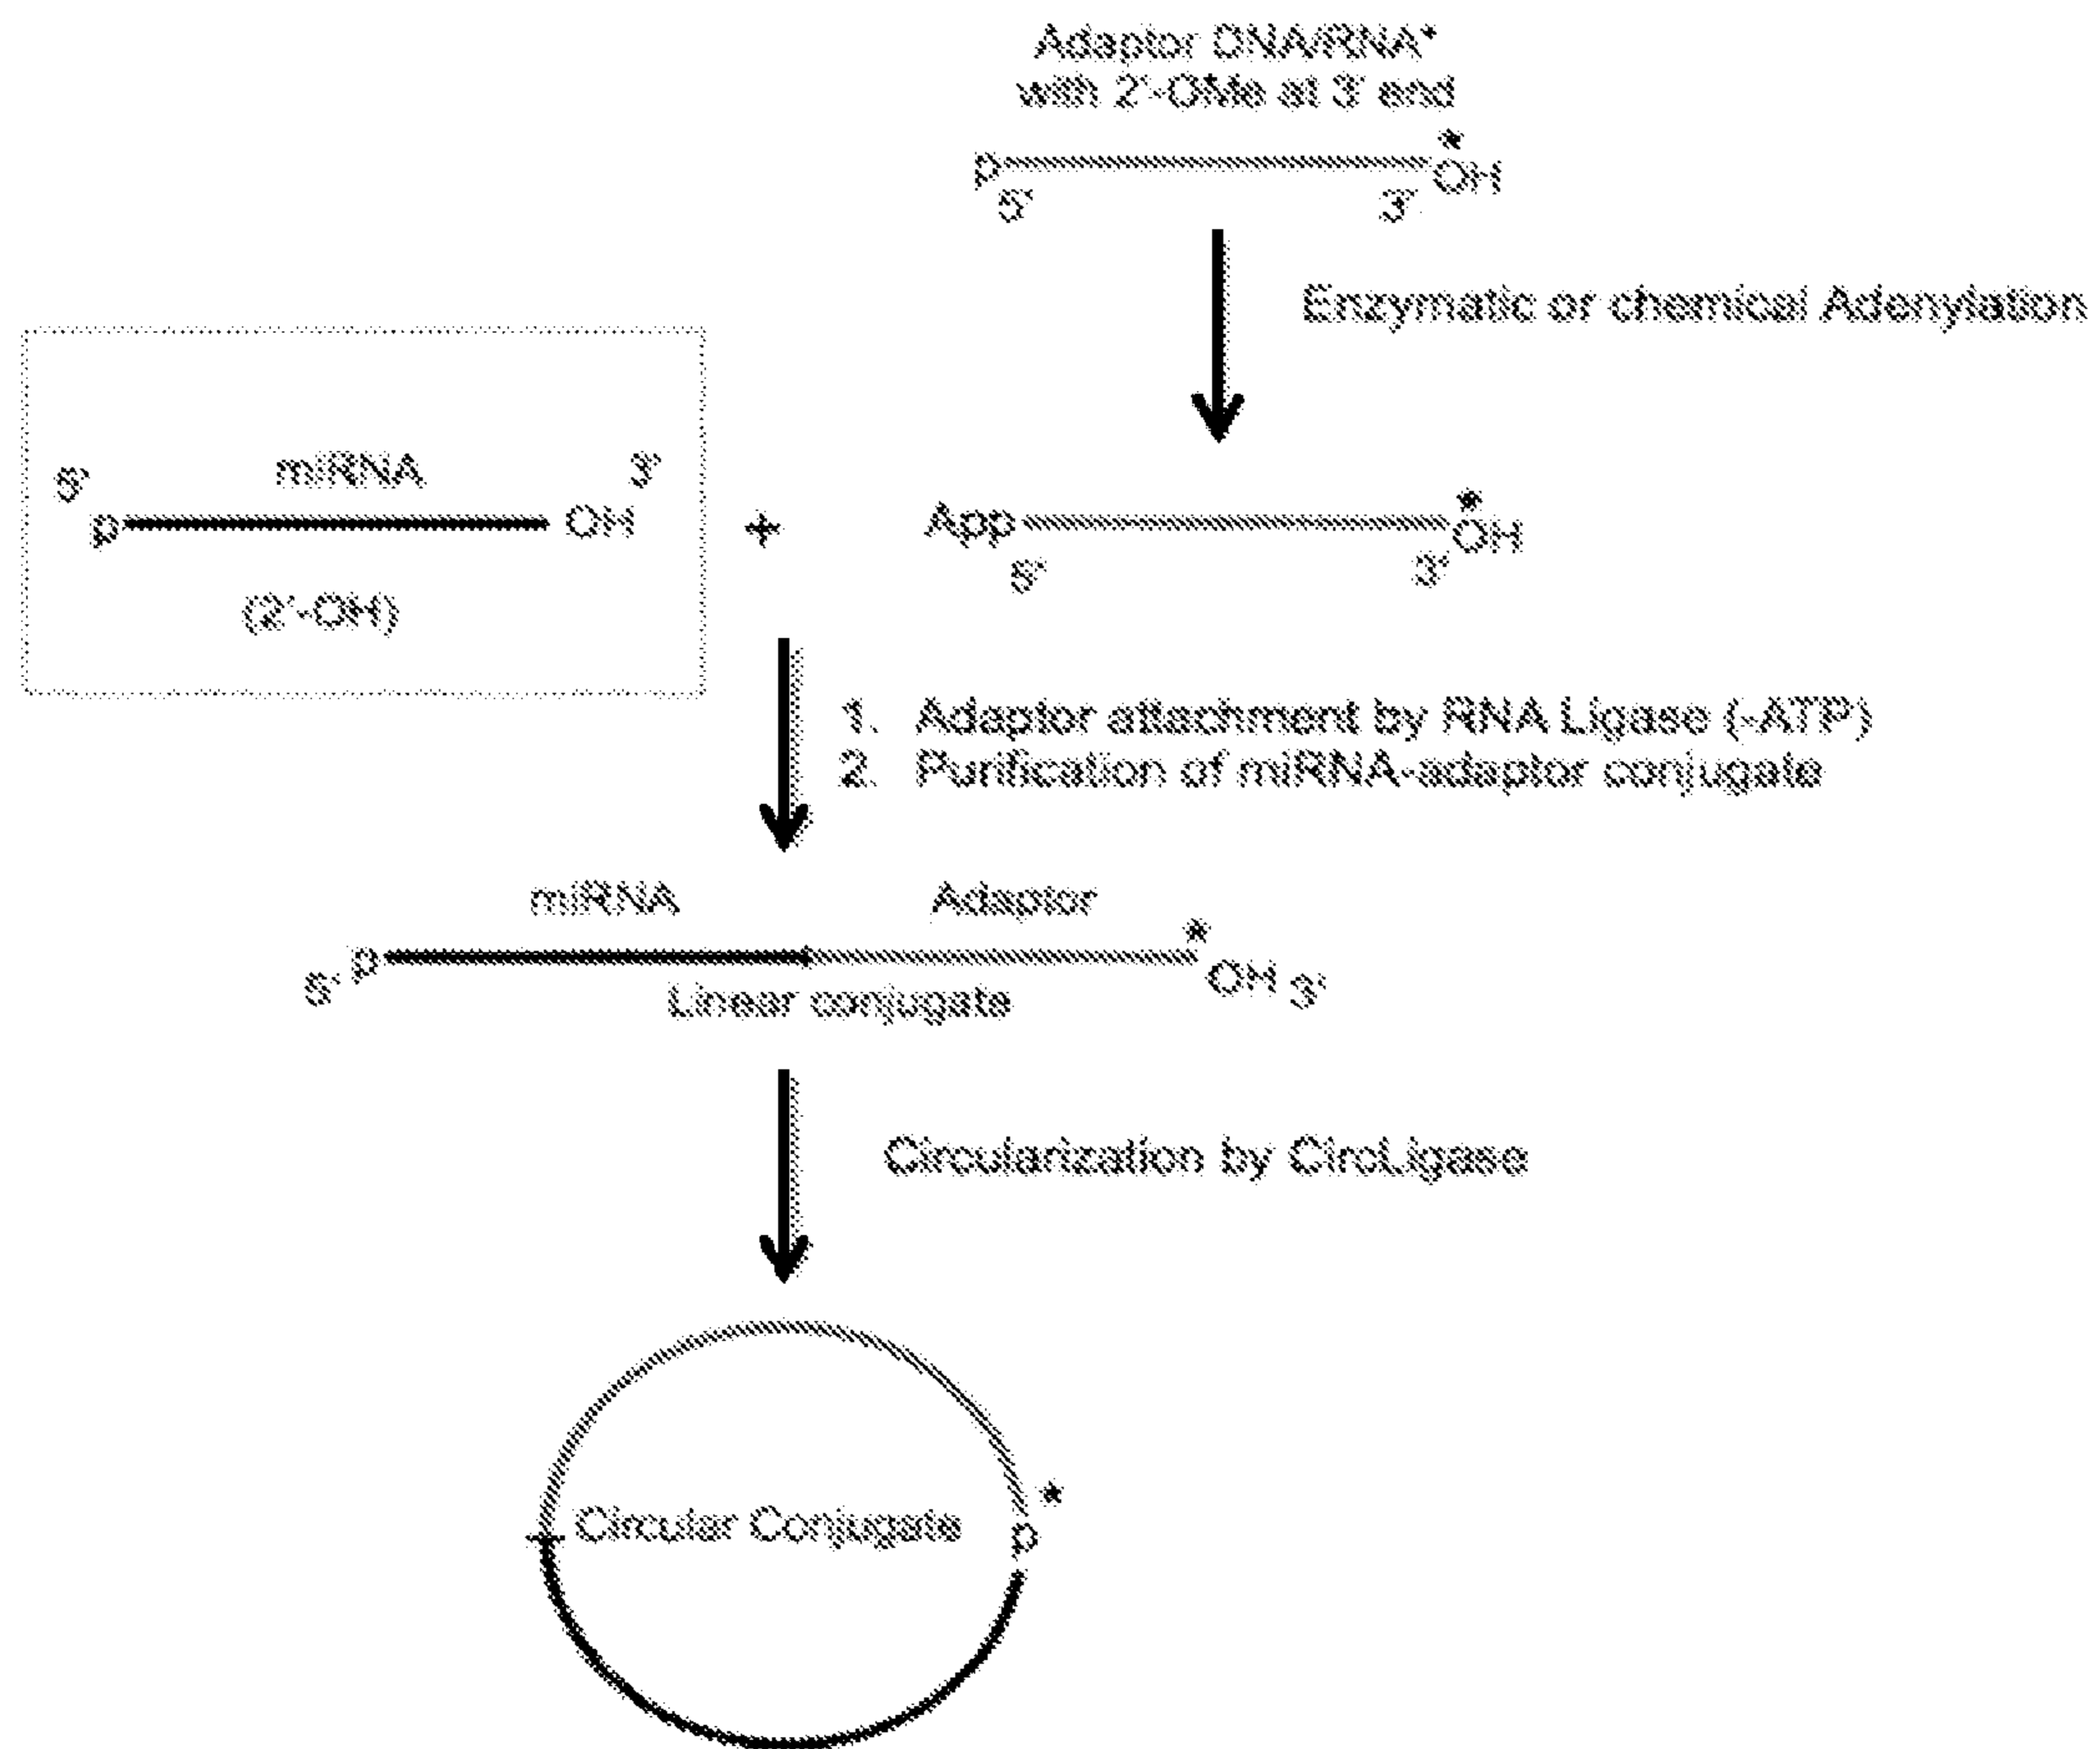 Adaptor DNA/RNA*
with 2'-OMe at 3' end
*
p OH
5' 3'
Enzymatic or chemical Adenylation
5' miRNA 3'
p OH
(2'-OH)
+
*
App OH
5' 3'
1. Adaptor attachment by RNA Ligase (-ATP)
2. Purification of miRNA-adaptor conjugate
miRNA Adaptor
*
5' p OH 3'
Linear conjugate
Circularization by CircLigase
*
Circular Conjugate p